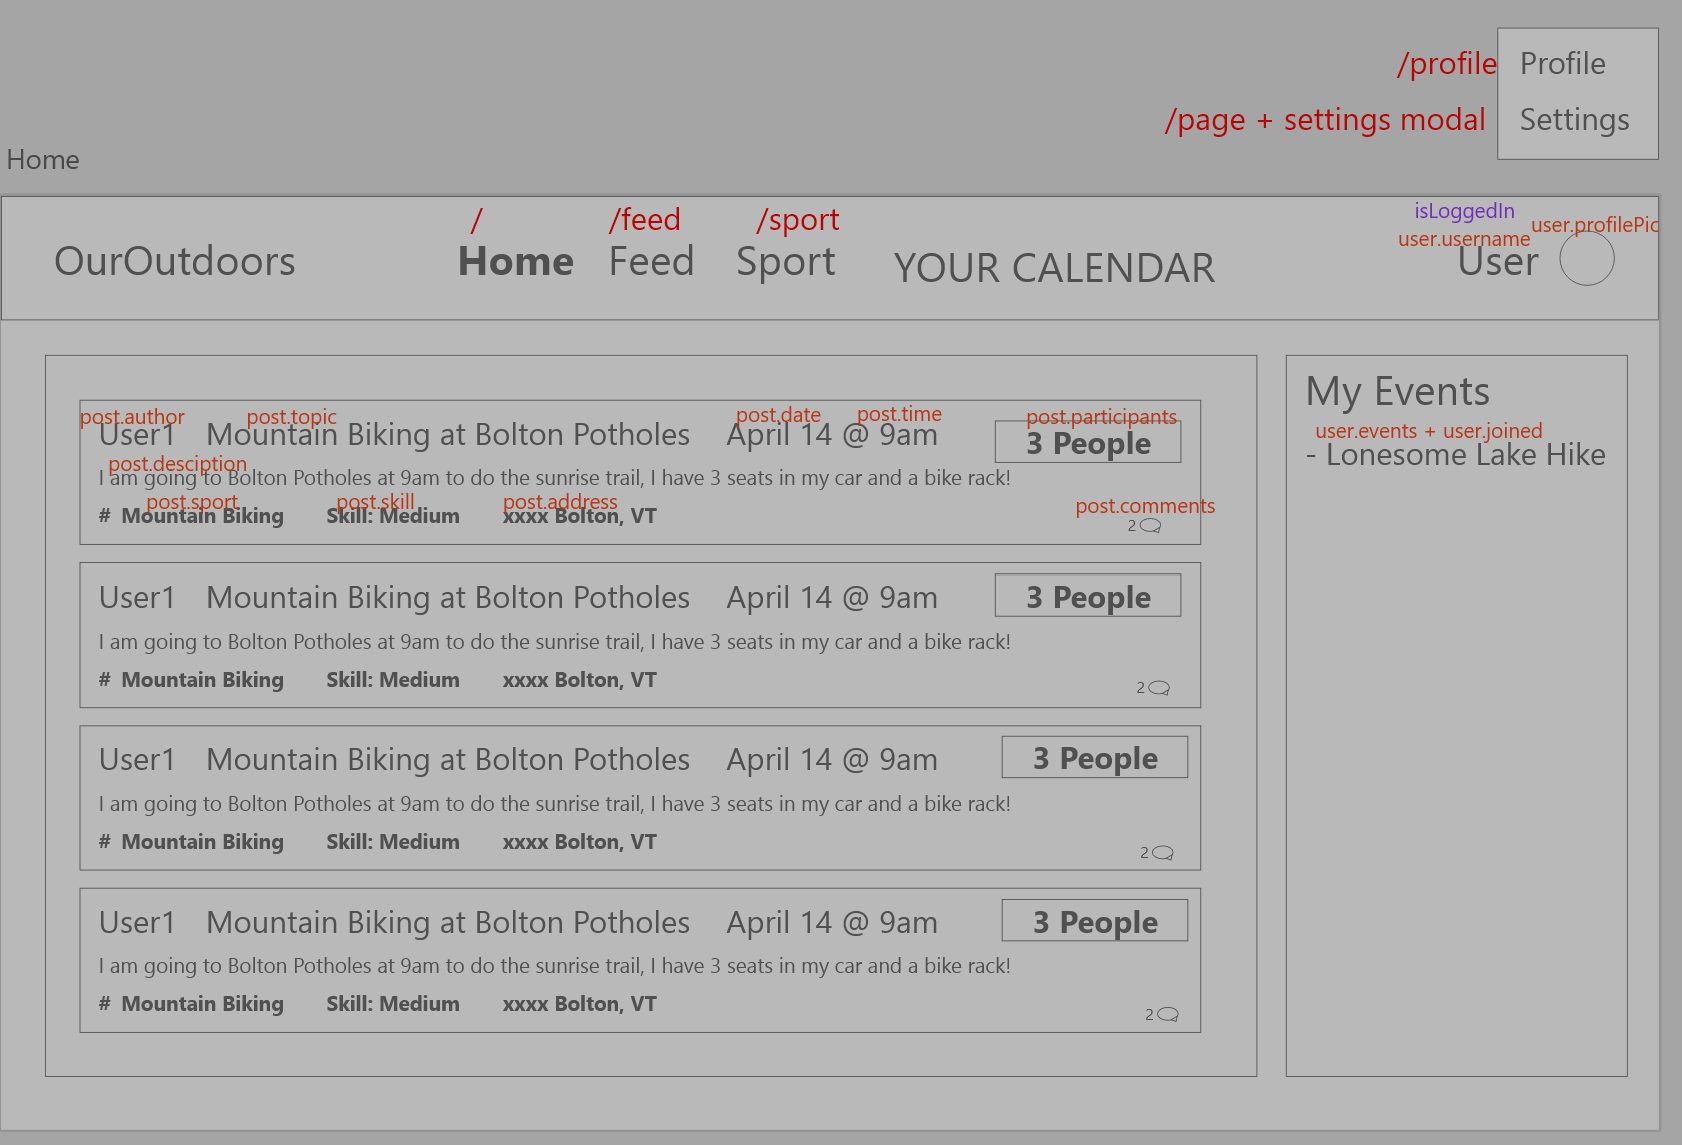 /profile Profile
/page + settings modal Settings
Home
/ /feed /sport isLoggedIn user.profilePic
user.username
OurOutdoors Home Feed Sport YOUR CALENDAR User
post.author post.topic post.date post.time post.participants
User1 Mountain Biking at Bolton Potholes April 14 @ 9am 3 People
post.desciption
I am going to Bolton Potholes at 9am to do the sunrise trail, I have 3 seats in my car and a bike rack!
post.sport post.skill post.address post.comments
# Mountain Biking Skill: Medium xxxx Bolton, VT 2
User1 Mountain Biking at Bolton Potholes April 14 @ 9am 3 People
I am going to Bolton Potholes at 9am to do the sunrise trail, I have 3 seats in my car and a bike rack!
# Mountain Biking Skill: Medium xxxx Bolton, VT 2
User1 Mountain Biking at Bolton Potholes April 14 @ 9am 3 People
I am going to Bolton Potholes at 9am to do the sunrise trail, I have 3 seats in my car and a bike rack!
# Mountain Biking Skill: Medium xxxx Bolton, VT 2
User1 Mountain Biking at Bolton Potholes April 14 @ 9am 3 People
I am going to Bolton Potholes at 9am to do the sunrise trail, I have 3 seats in my car and a bike rack!
# Mountain Biking Skill: Medium xxxx Bolton, VT 2
My Events
user.events + user.joined
- Lonesome Lake Hike